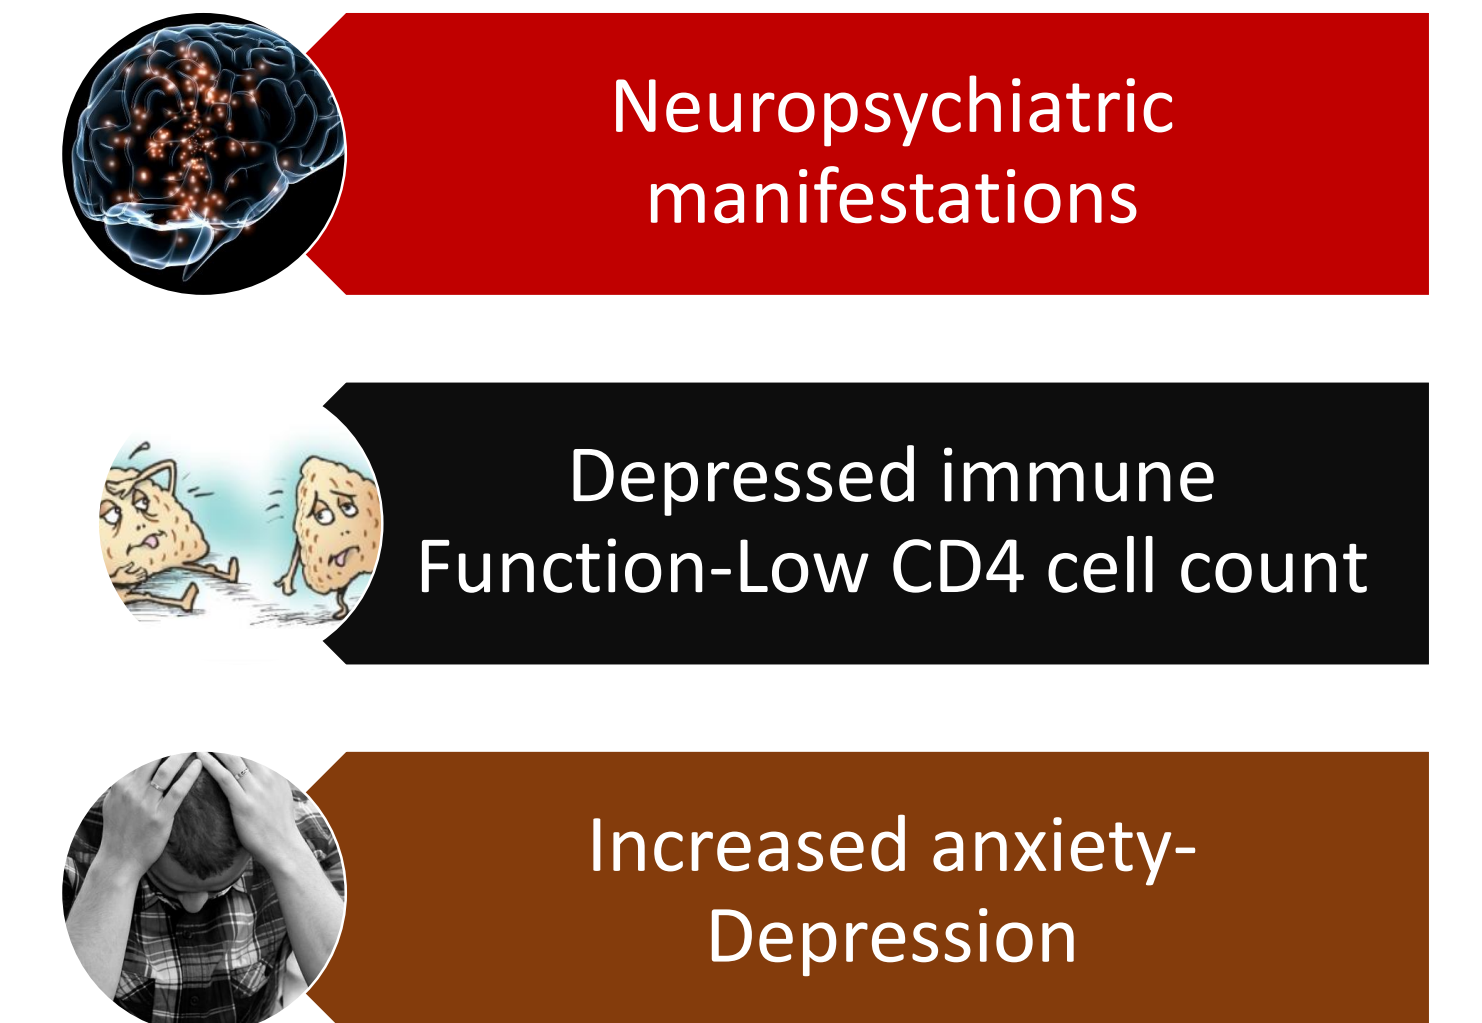 Neuropsychiatric
manifestations
Depressed immune
Function-Low CD4 cell count
Increased anxiety-
Depression